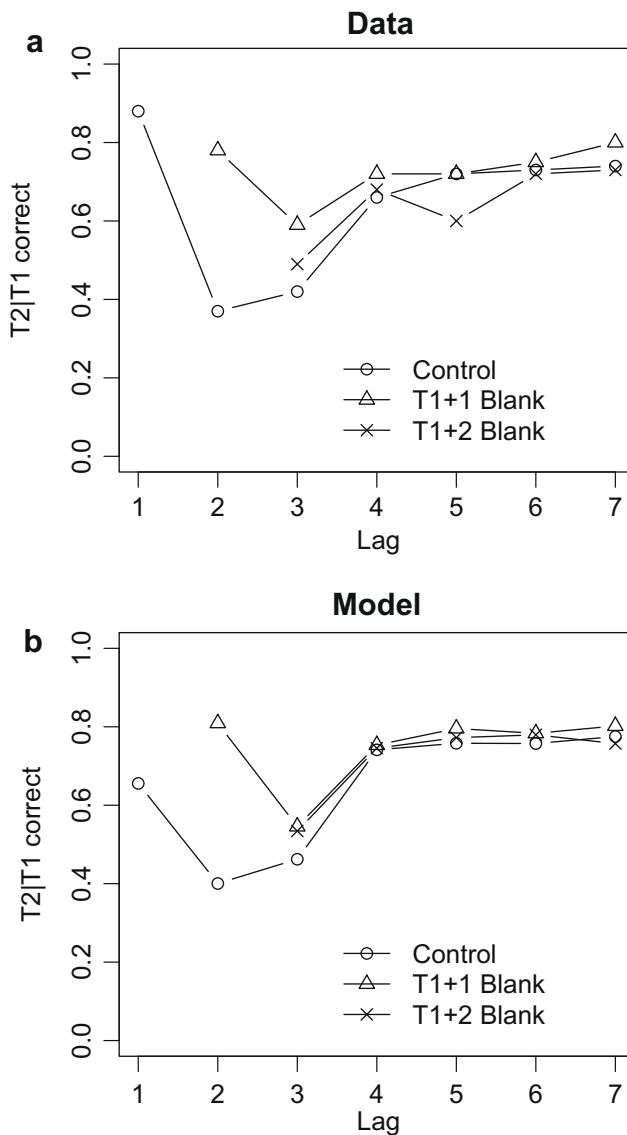 a
Data
T2|T1 correct
1.0
0.8
0.6
0.4
0.2
0.0
Control
T1+1 Blank
T1+2 Blank
1 2 3 4 5 6 7
Lag
b
Model
T2|T1 correct
1.0
0.8
0.6
0.4
0.2
0.0
Control
T1+1 Blank
T1+2 Blank
1 2 3 4 5 6 7
Lag